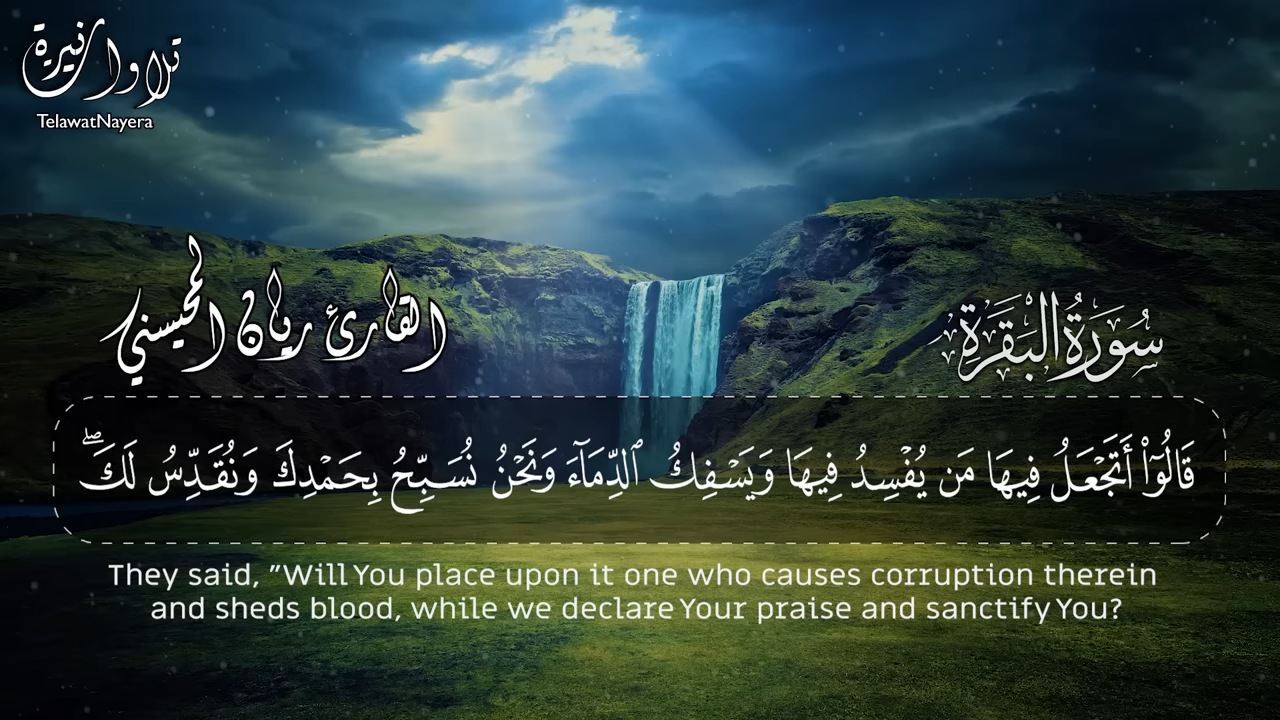 تلاوات نيرة
TelawatNayera
سُورَةُ البَقَرَةِ
القارئ ريان المحيسني
قَالُوٓا۟ أَتَجْعَلُ فِيهَا مَن يُفْسِدُ فِيهَا وَيَسْفِكُ ٱلدِّمَآءَ وَنَحْنُ نُسَبِّحُ بِحَمْدِكَ وَنُقَدِّسُ لَكَ ۖ
They said, "Will You place upon it one who causes corruption therein
and sheds blood, while we declare Your praise and sanctify You?